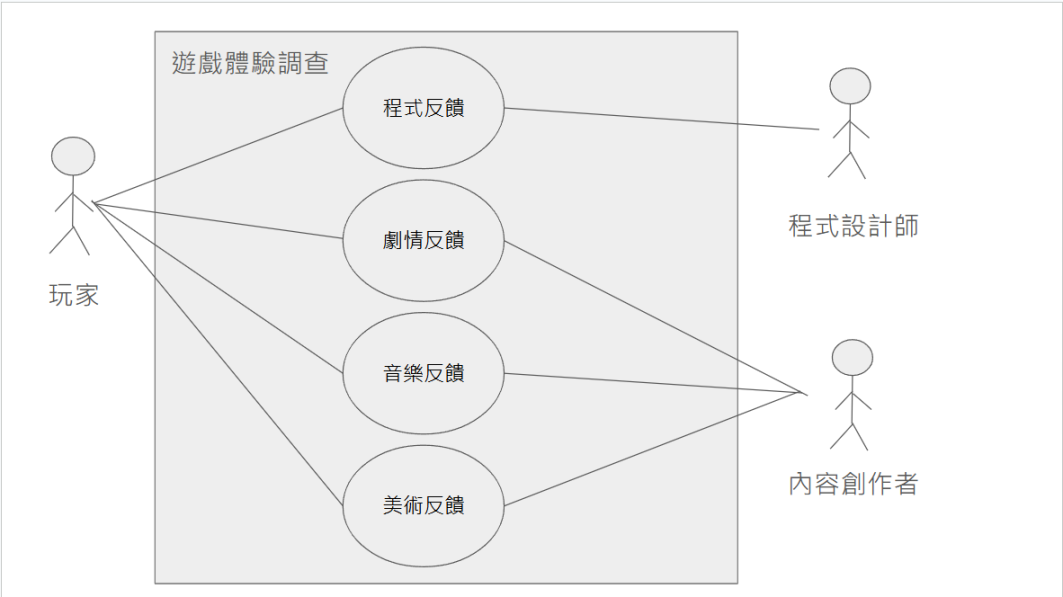 遊戲體驗調查
程式反饋
劇情反饋
音樂反饋
美術反饋
玩家
程式設計師
內容創作者